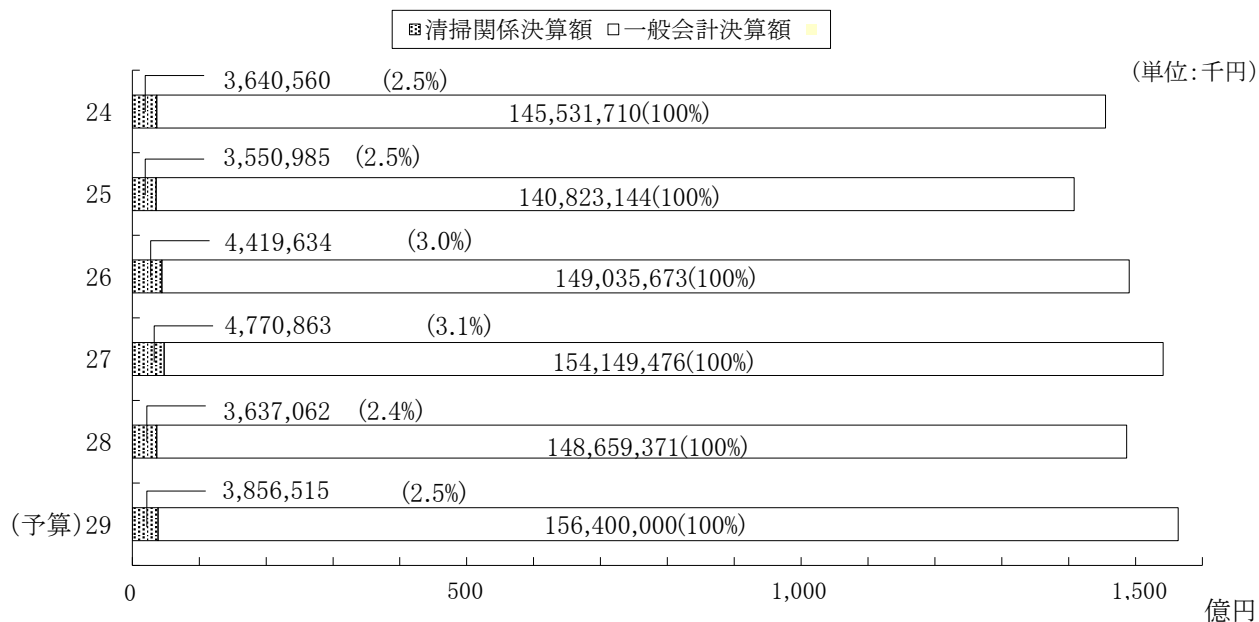 清掃関係決算額 一般会計決算額
(単位:千円)
3,640,560 (2.5%)
24 145,531,710(100%)
3,550,985 (2.5%)
25 140,823,144(100%)
4,419,634 (3.0%)
26 149,035,673(100%)
4,770,863 (3.1%)
27 154,149,476(100%)
3,637,062 (2.4%)
28 148,659,371(100%)
3,856,515 (2.5%)
(予算)29 156,400,000(100%)
0 500 1,000 1,500
億円